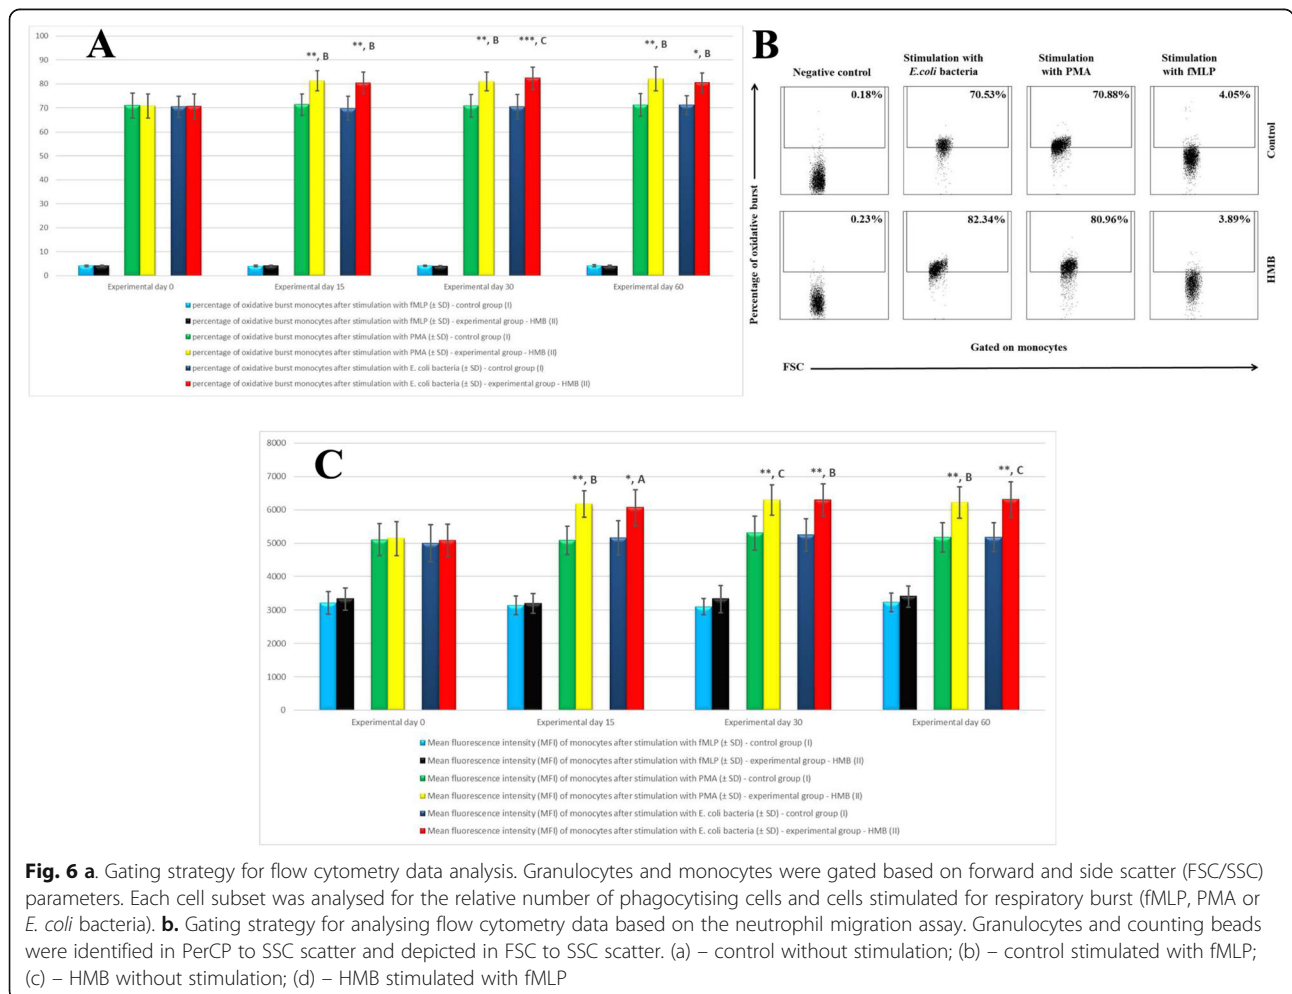 A
100
90
80
70
60
50
40
30
20
10
0
**, B
**, B
**, B
***, C
**, B
*, B
Experimental day 0
Experimental day 15
Experimental day 30
Experimental day 60
percentage of oxidative burst monocytes after stimulation with fMLP (± SD) - control group (I)
percentage of oxidative burst monocytes after stimulation with fMLP (± SD) - experimental group - HMB (II)
percentage of oxidative burst monocytes after stimulation with PMA (± SD) - control group (I)
percentage of oxidative burst monocytes after stimulation with PMA (± SD) - experimental group - HMB (II)
percentage of oxidative burst monocytes after stimulation with E. coli bacteria (± SD) - control group (I)
percentage of oxidative burst monocytes after stimulation with E. coli bacteria (± SD) - experimental group - HMB (II)
B
Negative control
Stimulation with
E.coli bacteria
Stimulation
with PMA
Stimulation
with fMLP
0.18%
70.53%
70.88%
4.05%
Control
0.23%
82.34%
80.96%
3.89%
HMB
Percentage of oxidative burst
Gated on monocytes
FSC
C
8000
7000
6000
5000
4000
3000
2000
1000
0
**, B
*, A
**, C
**, B
**, B
**, C
Experimental day 0
Experimental day 15
Experimental day 30
Experimental day 60
Mean fluorescence intensity (MFI) of monocytes after stimulation with fMLP (± SD) - control group (I)
Mean fluorescence intensity (MFI) of monocytes after stimulation with fMLP (± SD) - experimental group - HMB (II)
Mean fluorescence intensity (MFI) of monocytes after stimulation with PMA (± SD) - control group (I)
Mean fluorescence intensity (MFI) of monocytes after stimulation with PMA (± SD) - experimental group - HMB (II)
Mean fluorescence intensity (MFI) of monocytes after stimulation with E. coli bacteria (± SD) - control group (I)
Mean fluorescence intensity (MFI) of monocytes after stimulation with E. coli bacteria (± SD) - experimental group - HMB (II)
Fig. 6 a. Gating strategy for flow cytometry data analysis. Granulocytes and monocytes were gated based on forward and side scatter (FSC/SSC)
parameters. Each cell subset was analysed for the relative number of phagocytising cells and cells stimulated for respiratory burst (fMLP, PMA or
E. coli bacteria). b. Gating strategy for analysing flow cytometry data based on the neutrophil migration assay. Granulocytes and counting beads
were identified in PerCP to SSC scatter and depicted in FSC to SSC scatter. (a) – control without stimulation; (b) – control stimulated with fMLP;
(c) – HMB without stimulation; (d) – HMB stimulated with fMLP